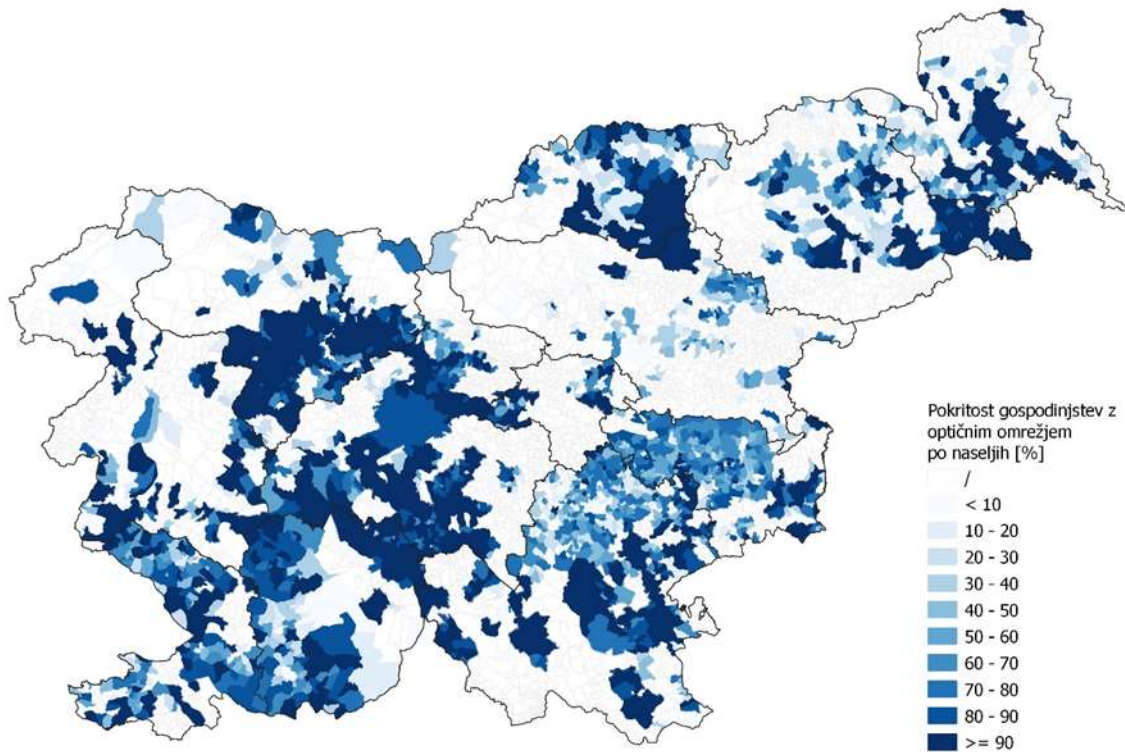 Pokritost gospodinjstev z
optičnim omrežjem
po naseljih [%]
/
< 10
10 - 20
20 - 30
30 - 40
40 - 50
50 - 60
60 - 70
70 - 80
80 - 90
>= 90